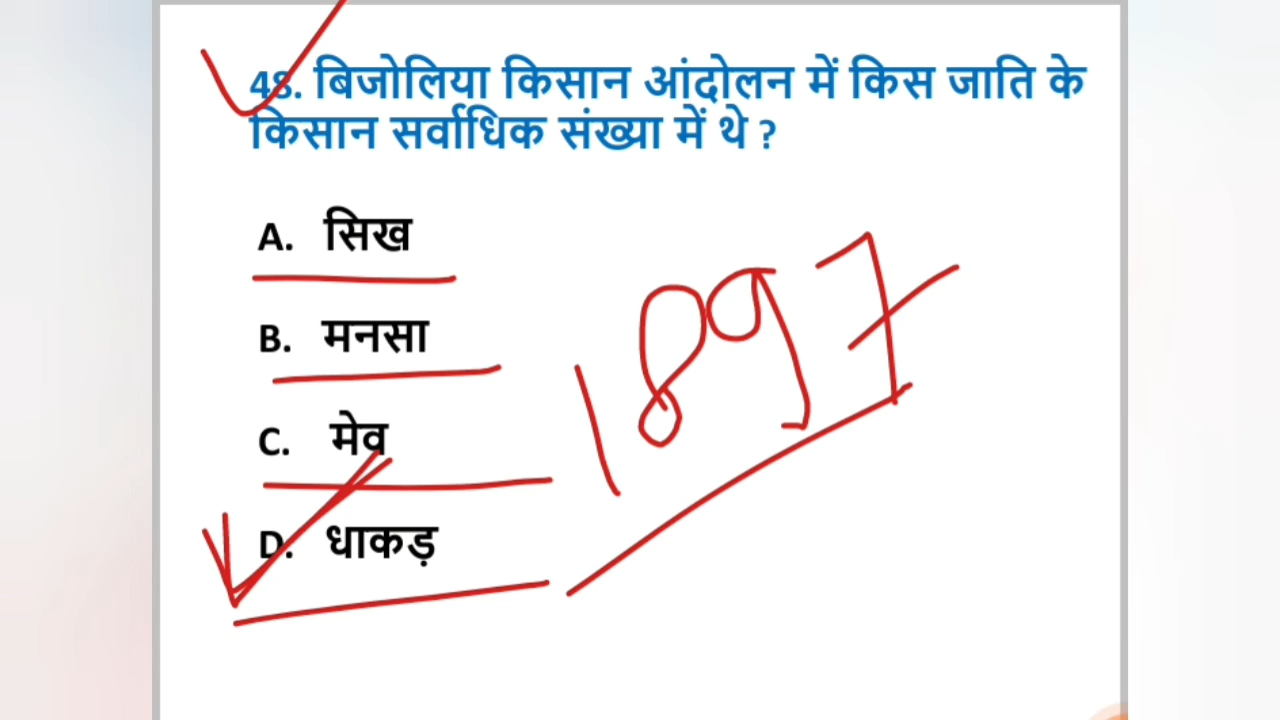 48. बिजोलिया किसान आंदोलन में किस जाति के
किसान सर्वाधिक संख्या में थे ?
A. सिख
B. मनसा
1897
C. मेव
D. धाकड़